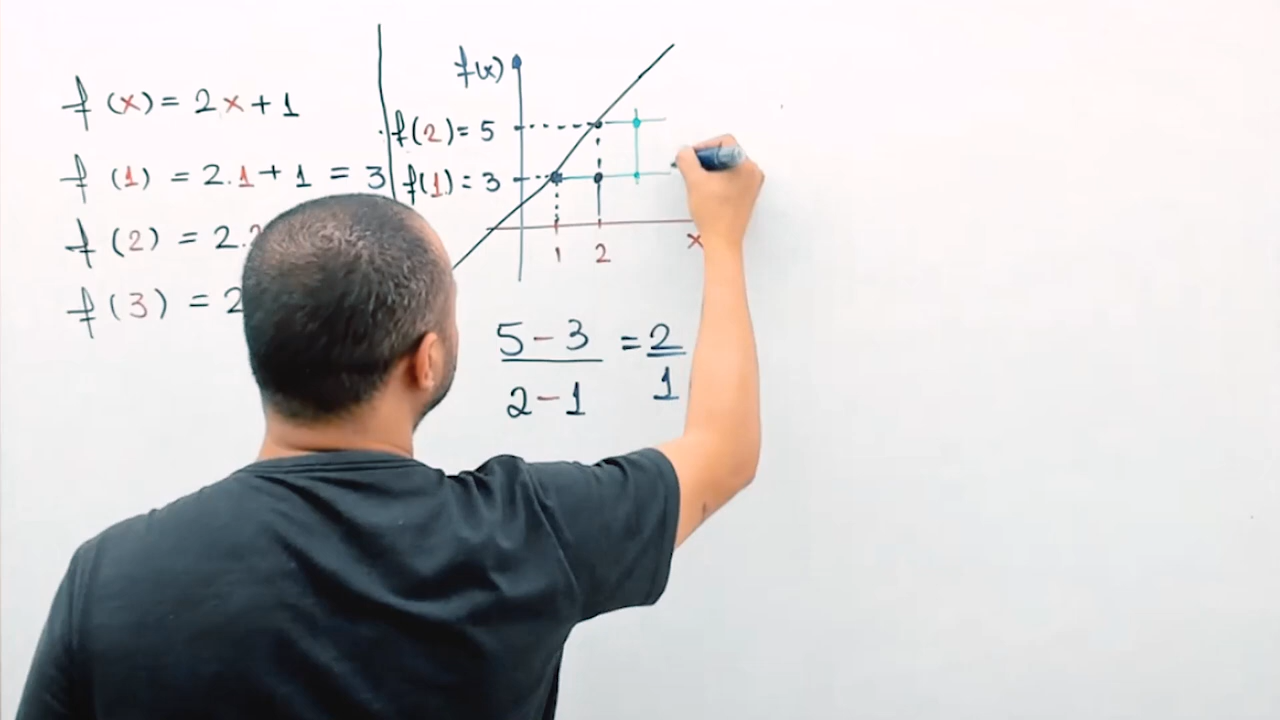 f(x) = 2x + 1
f(1) = 2.1 + 1 = 3
f(2) = 2.
f(3) = 2
f(x)
f(2) = 5
f(1) = 3
1 2 x
5 - 3 = 2
2 - 1 1